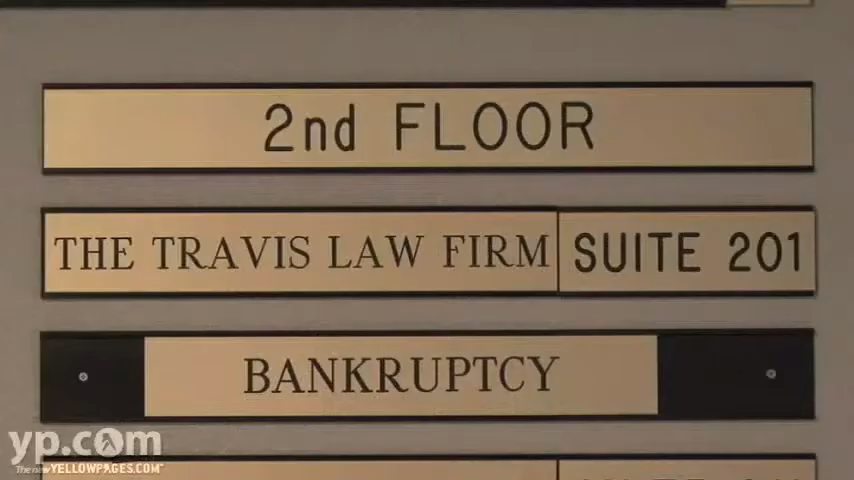 2nd FLOOR
THE TRAVIS LAW FIRM SUITE 201
BANKRUPTCY
yp.com
The new YELLOWPAGES.COM